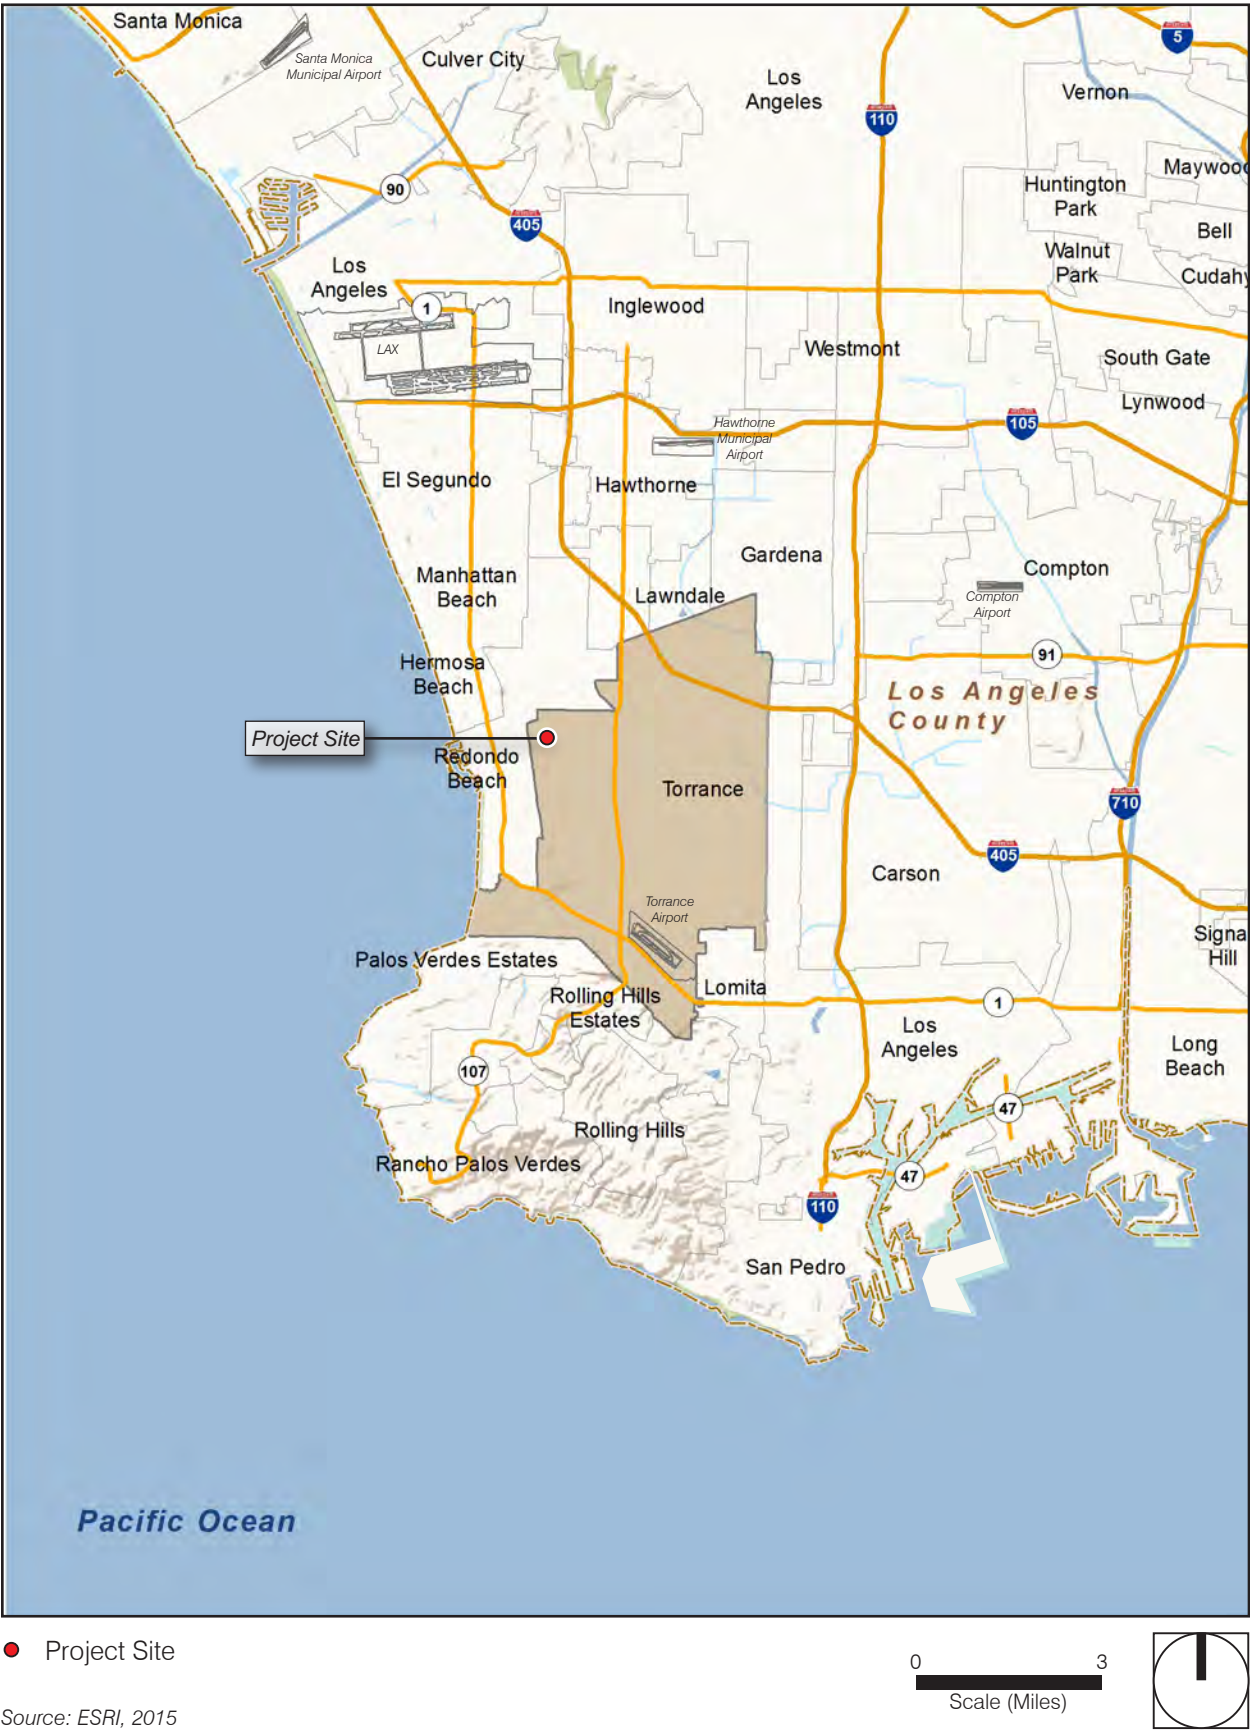 Santa Monica
Santa Monica
Municipal Airport
Culver City
Los
Angeles
5
Vernon
110
Maywood
Huntington
Park
90
405
Bell
Walnut
Park
Cudahy
Los
Angeles
1
Inglewood
LAX
Westmont
South Gate
Lynwood
Hawthorne
Municipal
Airport
105
El Segundo
Hawthorne
Gardena
Compton
Manhattan
Beach
Lawndale
Compton
Airport
91
Hermosa
Beach
Los Angeles
County
Project Site
Redondo
Beach
Torrance
710
405
Carson
Torrance
Airport
Signa
Hill
Palos Verdes Estates
Rolling Hills
Estates
Lomita
1
Los
Angeles
Long
Beach
107
47
Rolling Hills
Rancho Palos Verdes
47
110
San Pedro
Pacific Ocean
Project Site
0 3
Scale (Miles)
Source: ESRI, 2015